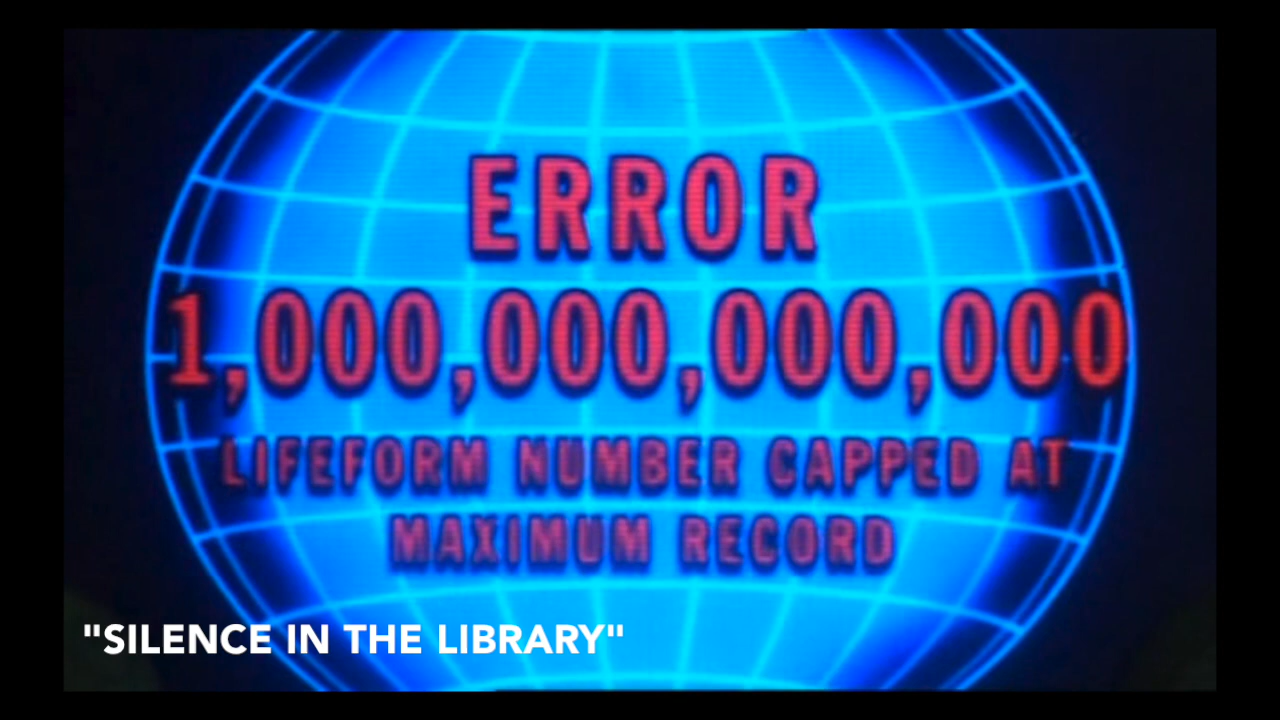 ERROR
1,000,000,000,000
LIFEFORM NUMBER CAPPED AT
MAXIMUM RECORD
"SILENCE IN THE LIBRARY"